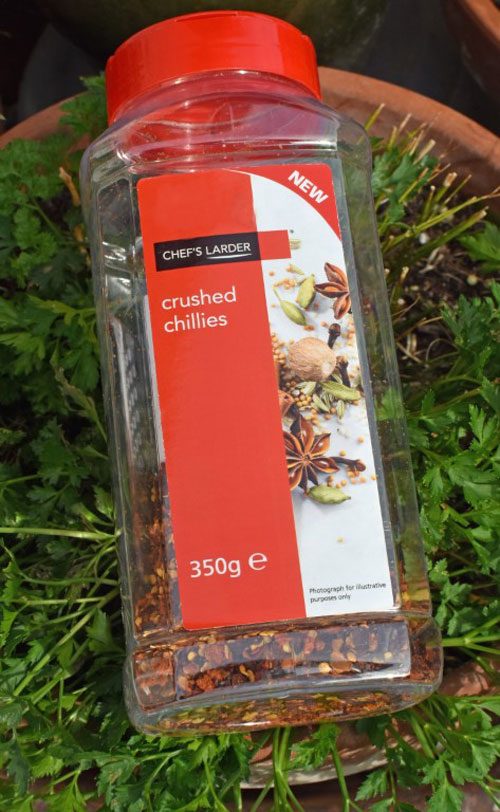 NEW
CHEF'S LARDER
crushed
chillies
350g ℮
Photograph for illustrative
purposes only